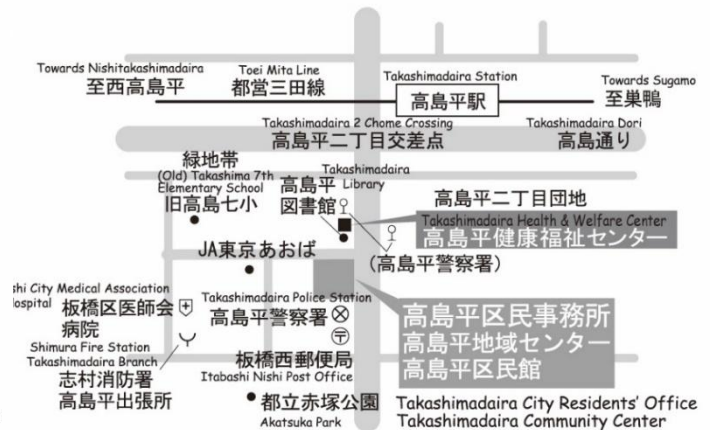 Towards Nishitakashimadaira
至西高島平
Toei Mita Line
都営三田線
Takashimadaira Station
高島平駅
Towards Sugamo
至巣鴨
Takashimadaira 2 Chome Crossing
高島平二丁目交差点
Takashimadaira Dori
高島通り
緑地帯
(Old) Takashima 7th
Elementary School
旧高島七小
Takashimadaira
Library
高島平
図書館
高島平二丁目団地
Takashimadaira Health & Welfare Center
高島平健康福祉センター
(高島平警察署)
JA東京あおば
shi City Medical Association
Hospital
板橋区医師会
病院
Takashimadaira Police Station
高島平警察署
高島平区民事務所
高島平地域センター
高島平区民館
Shimura Fire Station
Takashimadaira Branch
志村消防署
高島平出張所
板橋西郵便局
Itabashi Nishi Post Office
都立赤塚公園
Akatsuka Park
Takashimadaira City Residents' Office
Takashimadaira Community Center